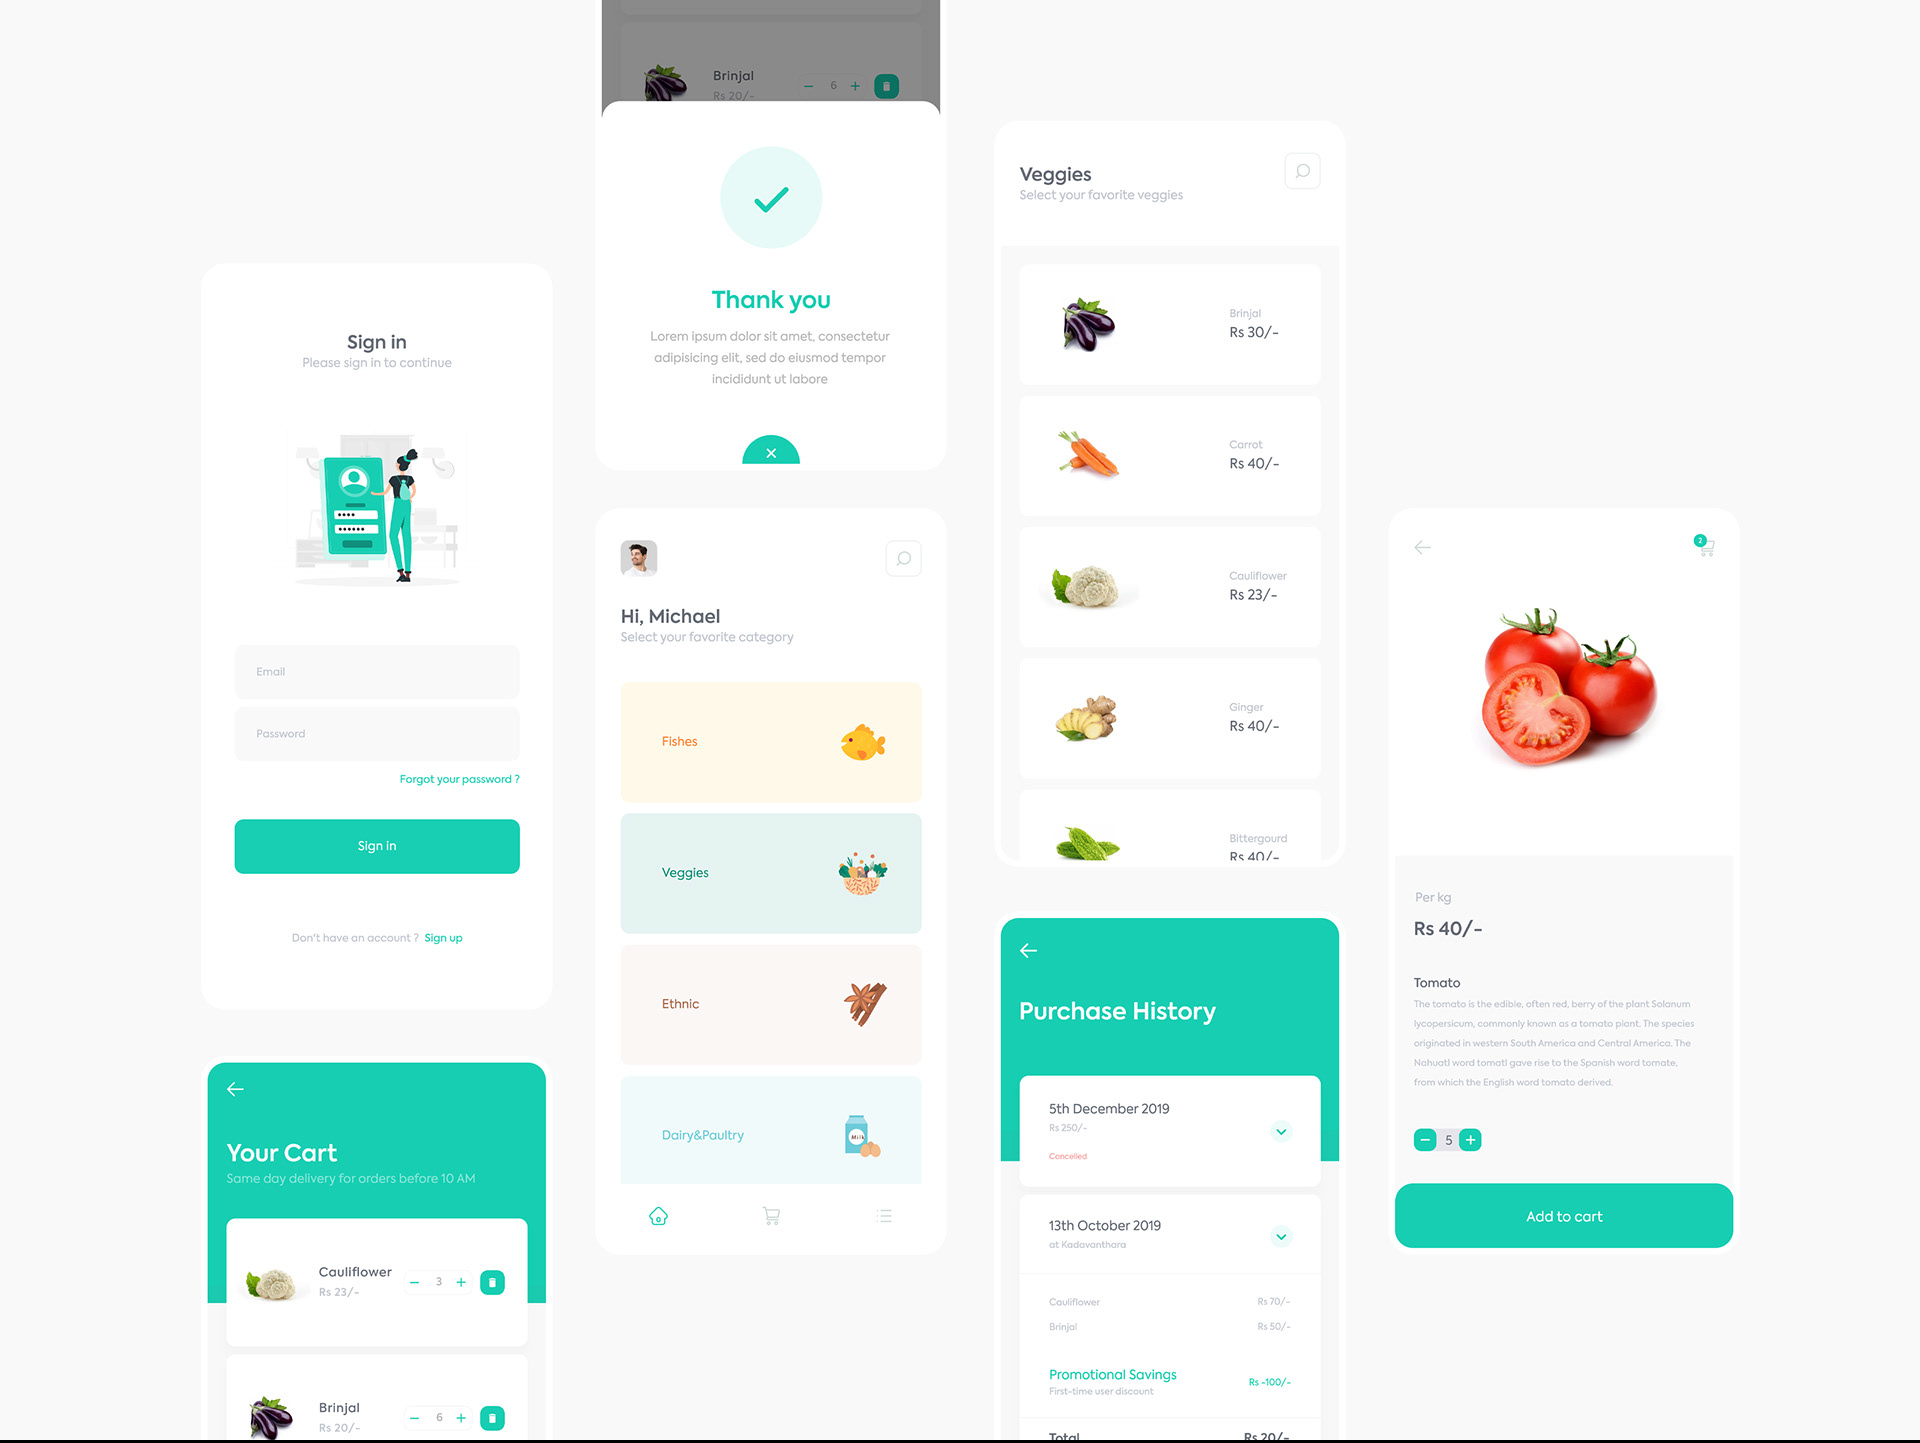 Sign in
Please sign in to continue
Email
Password
Forgot your password ?
Sign in
Don't have an account ? Sign up
Your Cart
Same day delivery for orders before 10 AM
Cauliflower
Rs 23/-
3
Brinjal
Rs 20/-
6
Brinjal
Rs 20/-
6
Thank you
Lorem ipsum dolor sit amet, consectetur
adipisicing elit, sed do eiusmod tempor
incididunt ut labore
Hi, Michael
Select your favorite category
Fishes
Veggies
Ethnic
Dairy&Paultry
Milk
Veggies
Select your favorite veggies
Brinjal
Rs 30/-
Carrot
Rs 40/-
Cauliflower
Rs 23/-
Ginger
Rs 40/-
Bittergourd
Rs 40/-
Purchase History
5th December 2019
Rs 250/-
Cancelled
13th October 2019
at Kadavanthara
Cauliflower Rs 70/-
Brinjal Rs 50/-
Promotional Savings
First-time user discount
Rs -100/-
Total Rs 20/-
2
Per kg
Rs 40/-
Tomato
The tomato is the edible, often red, berry of the plant Solanum
lycopersicum, commonly known as a tomato plant. The species
originated in western South America and Central America. The
Nahuatl word tomatl gave rise to the Spanish word tomate,
from which the English word tomato derived.
5
Add to cart